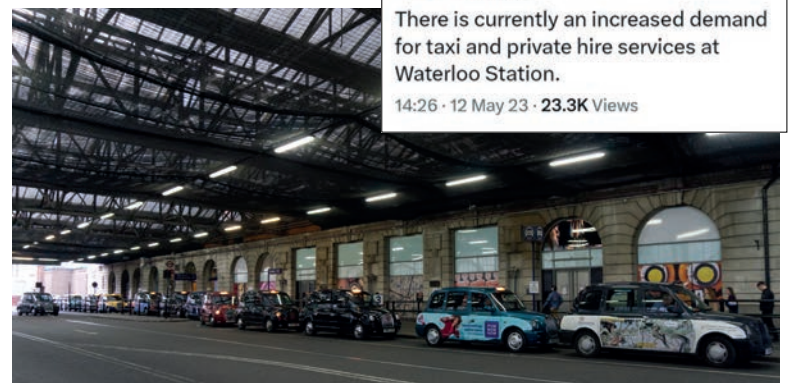 There is currently an increased demand
for taxi and private hire services at
Waterloo Station.
14:26 · 12 May 23 · 23.3K Views